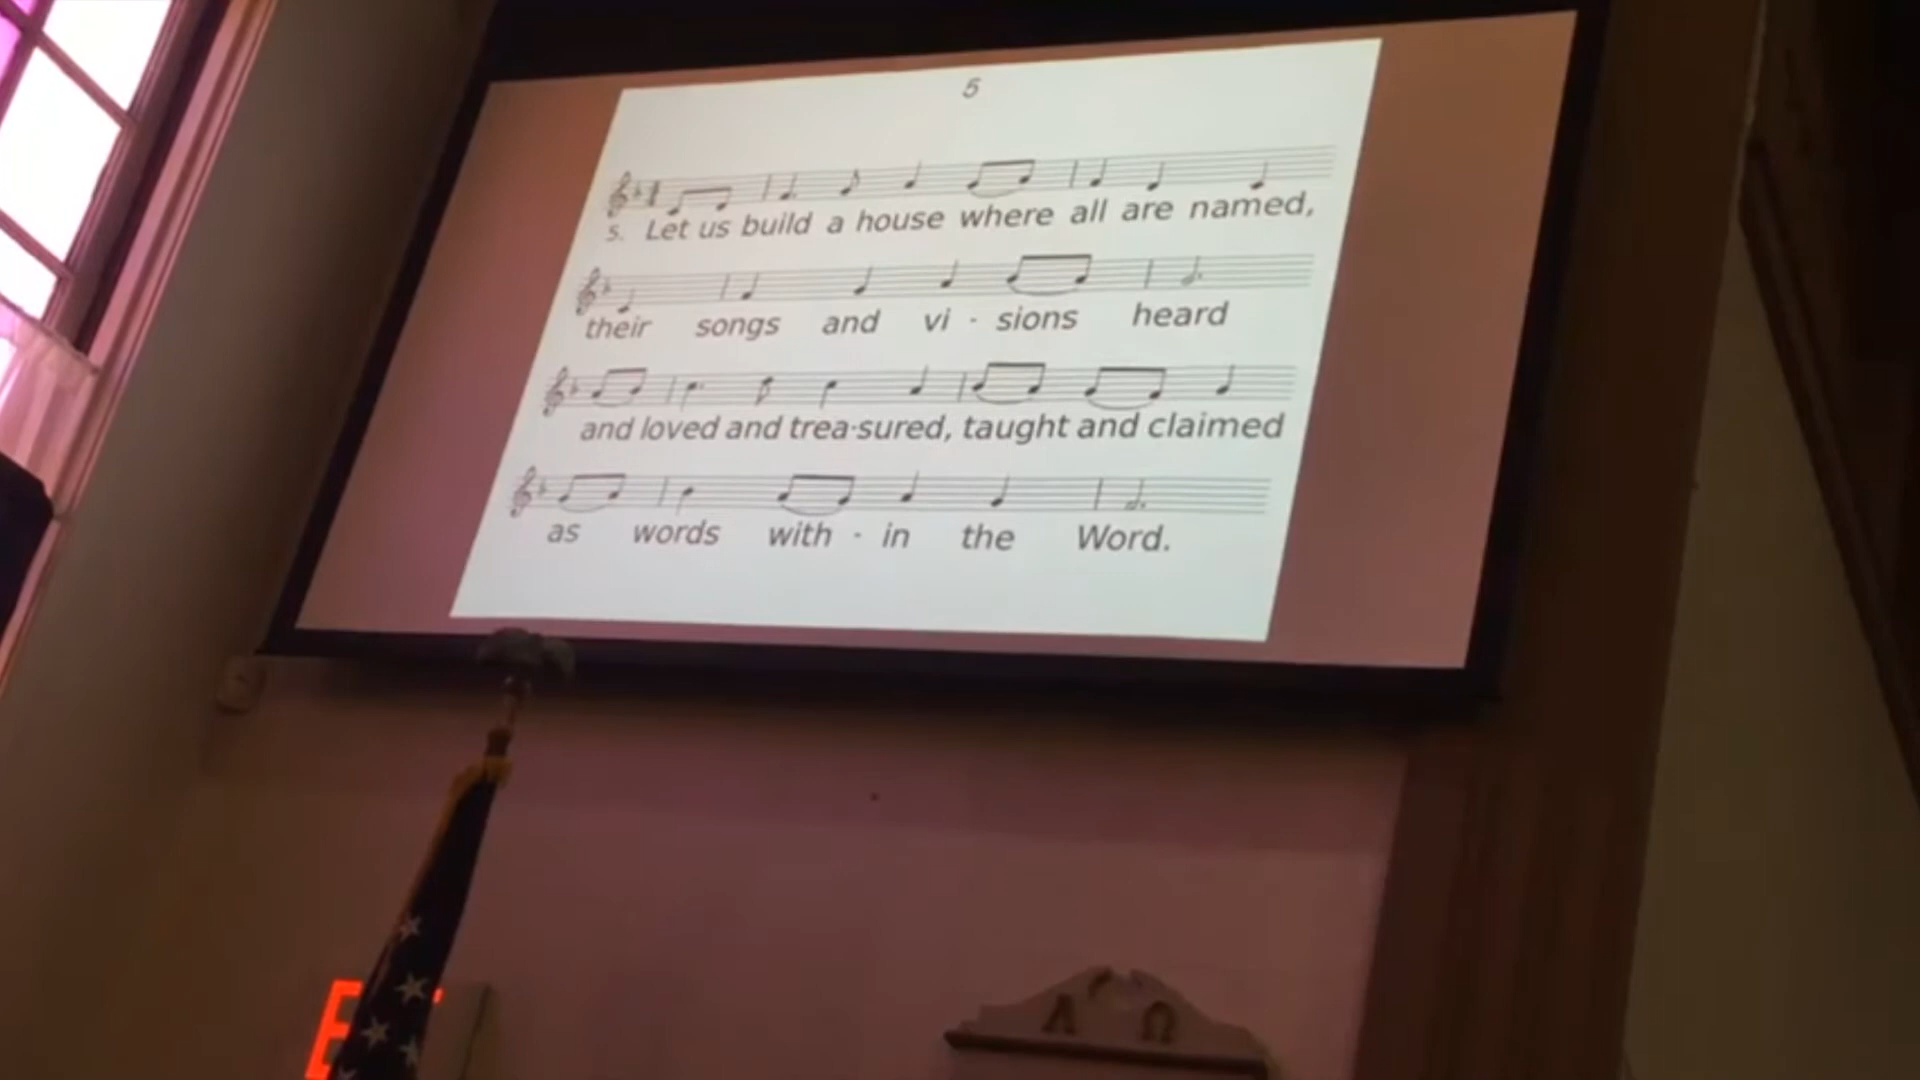 5
5. Let us build a house where all are named,
their songs and vi · sions heard
and loved and trea·sured, taught and claimed
as words with · in the Word.
E
Α Ω